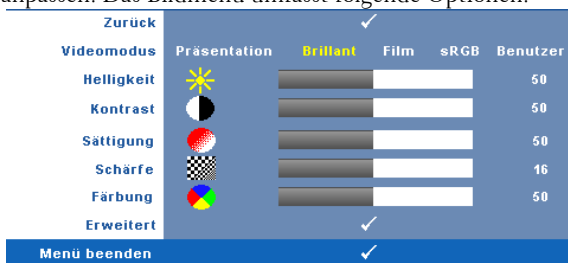 anpassen. Das Bildmenü umfasst folgende Optionen:
Zurück
Videomodus Präsentation Brillant Film sRGB Benutzer
Helligkeit 50
Kontrast 50
Sättigung 50
Schärfe 16
Färbung 50
Erweitert
Menü beenden